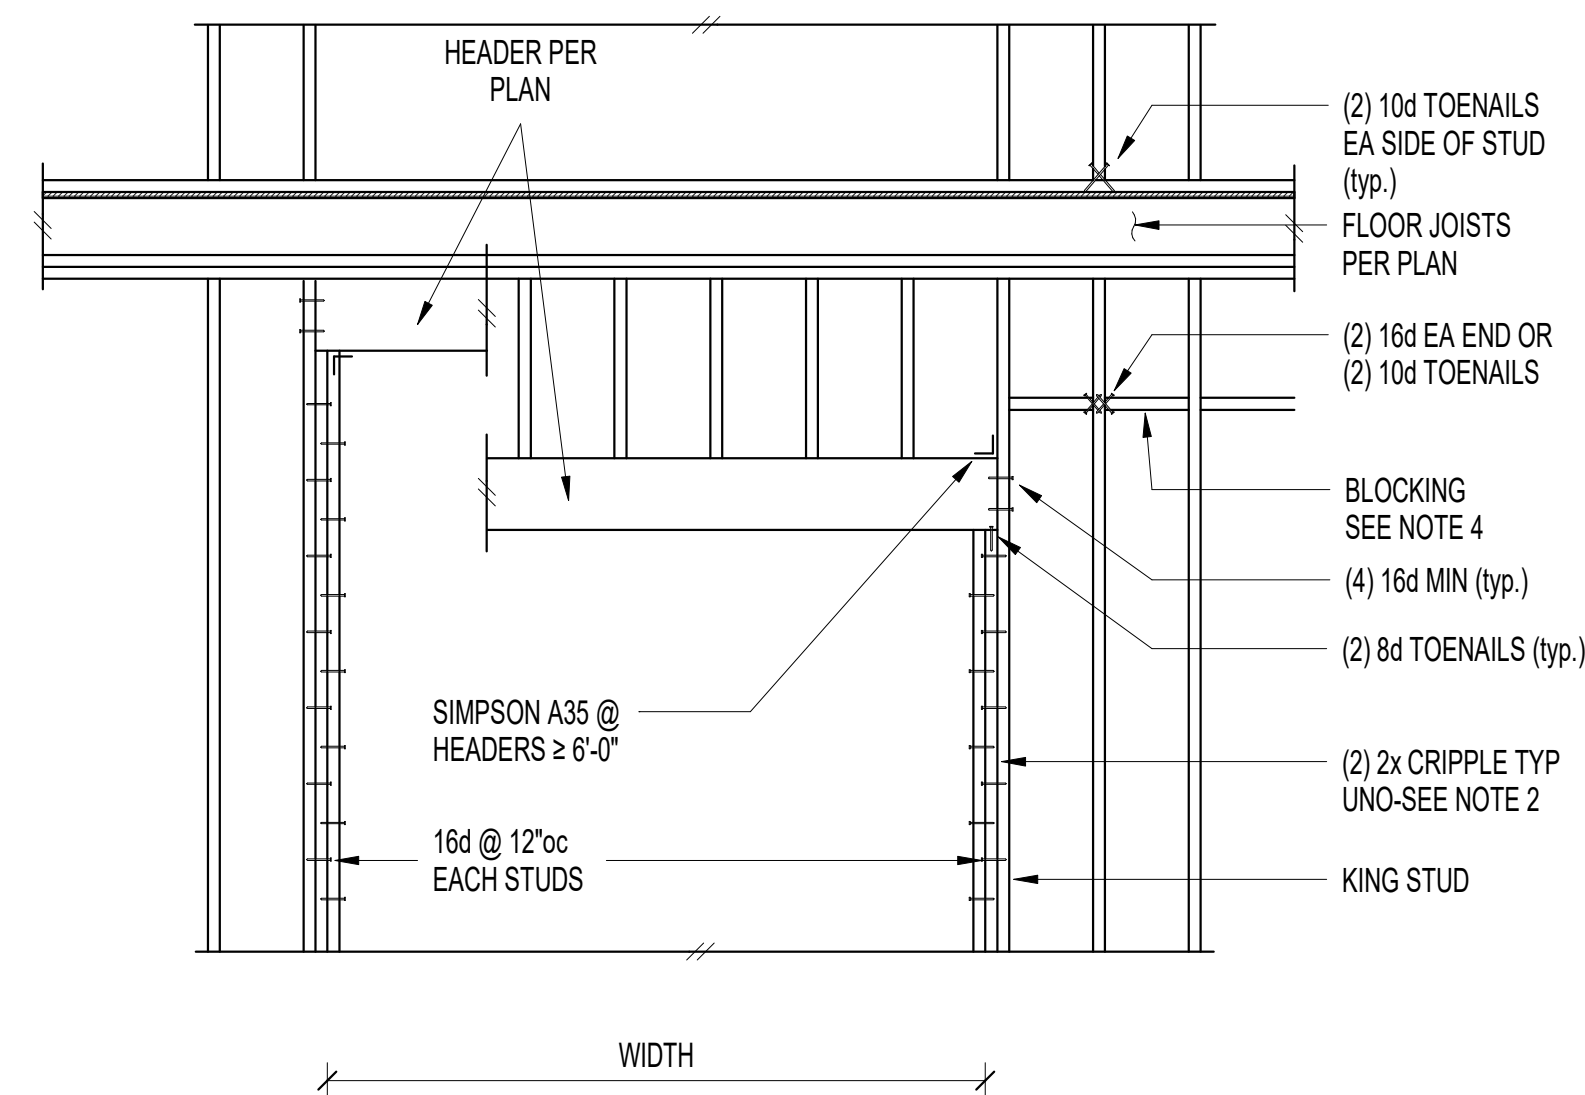 HEADER PER
PLAN
(2) 10d TOENAILS
EA SIDE OF STUD
(typ.)
FLOOR JOISTS
PER PLAN
(2) 16d EA END OR
(2) 10d TOENAILS
BLOCKING
SEE NOTE 4
(4) 16d MIN (typ.)
(2) 8d TOENAILS (typ.)
SIMPSON A35 @
HEADERS ≥ 6'-0"
(2) 2x CRIPPLE TYP
UNO-SEE NOTE 2
16d @ 12"oc
EACH STUDS
KING STUD
WIDTH